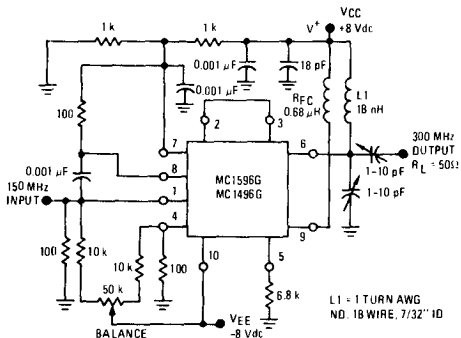 1 k
1 k
V+
VCC
+8 Vdc
0.001 μF
18 pF
0.001 μF
RFC
0.68 μH
L1
18 nH
100
2
3
7
6
300 MHz
OUTPUT
RL = 50Ω
8
0.001 μF
MC1596G
MC1496G
1-10 pF
150 MHz
INPUT
1
1-10 pF
4
9
100
10 k
10 k
100
10
5
50 k
6.8 k
VEE
-8 Vdc
BALANCE
L1 = 1 TURN AWG
NO. 18 WIRE, 7/32" ID